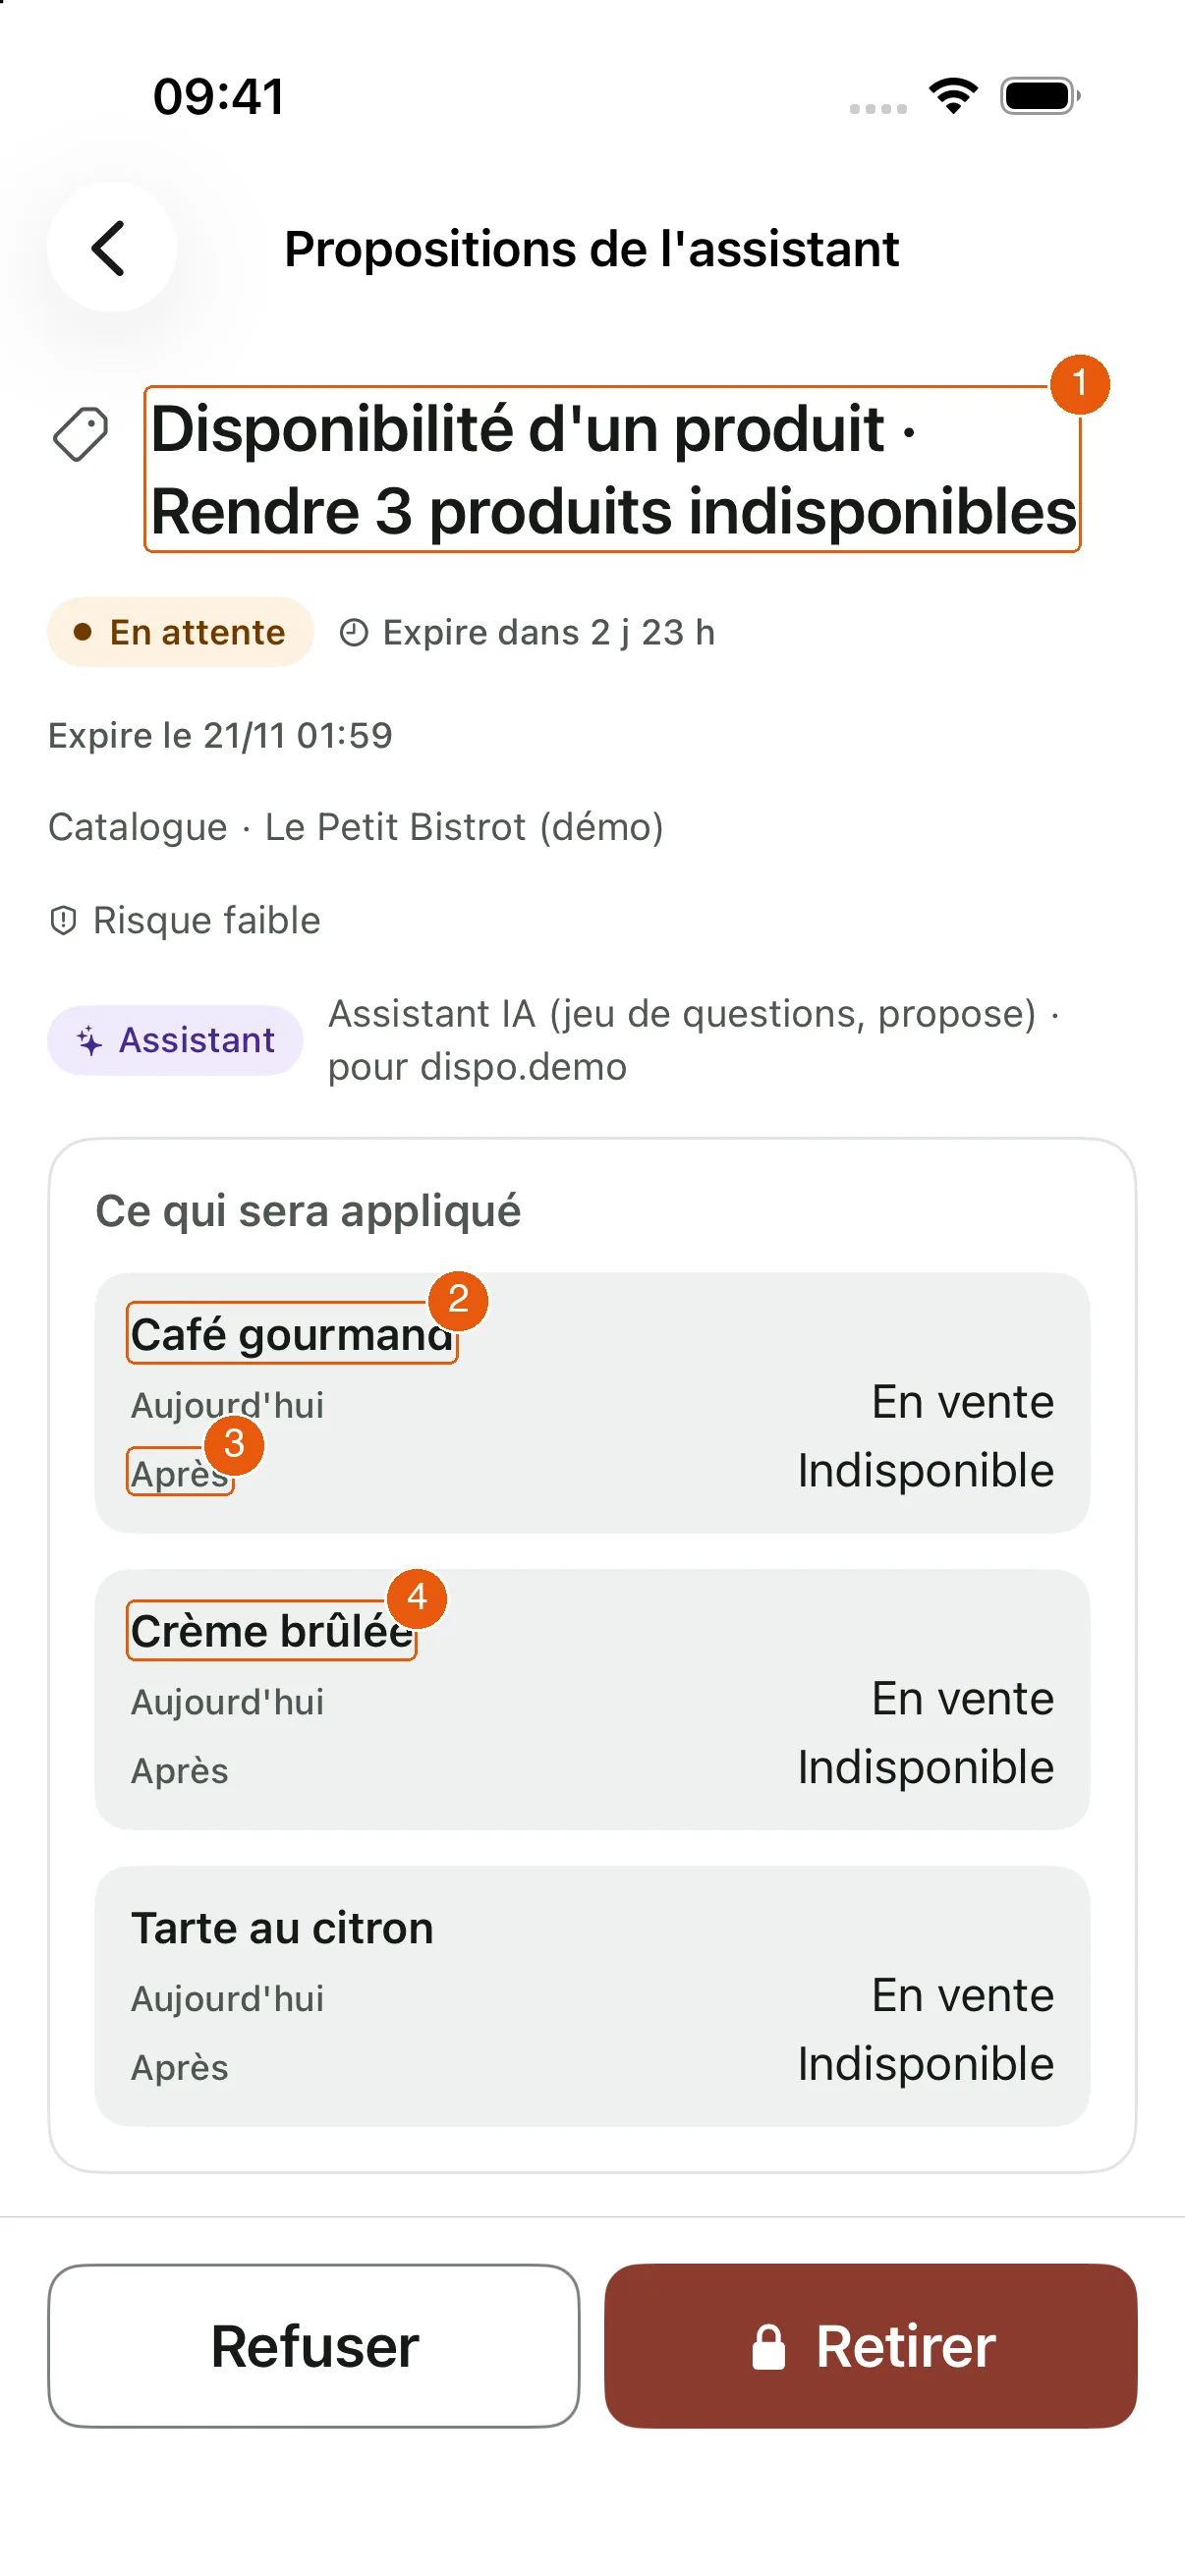 09:41
Propositions de l'assistant
1
Disponibilité d'un produit ·
Rendre 3 produits indisponibles
En attente
Expire dans 2 j 23 h
Expire le 21/11 01:59
Catalogue · Le Petit Bistrot (démo)
Risque faible
Assistant
Assistant IA (jeu de questions, propose) ·
pour dispo.demo
Ce qui sera appliqué
2
Café gourmand
Aujourd'hui
En vente
3
Après
Indisponible
4
Crème brûlée
Aujourd'hui
En vente
Après
Indisponible
Tarte au citron
Aujourd'hui
En vente
Après
Indisponible
Refuser
Retirer